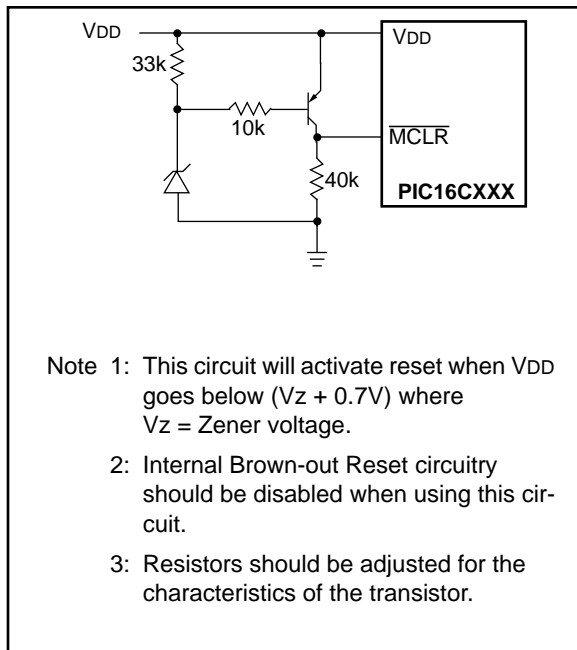 VDD
VDD
33k
10k
MCLR
40k
PIC16CXXX
Note 1: This circuit will activate reset when VDD
goes below (Vz + 0.7V) where
Vz = Zener voltage.
2: Internal Brown-out Reset circuitry
should be disabled when using this cir-
cuit.
3: Resistors should be adjusted for the
characteristics of the transistor.